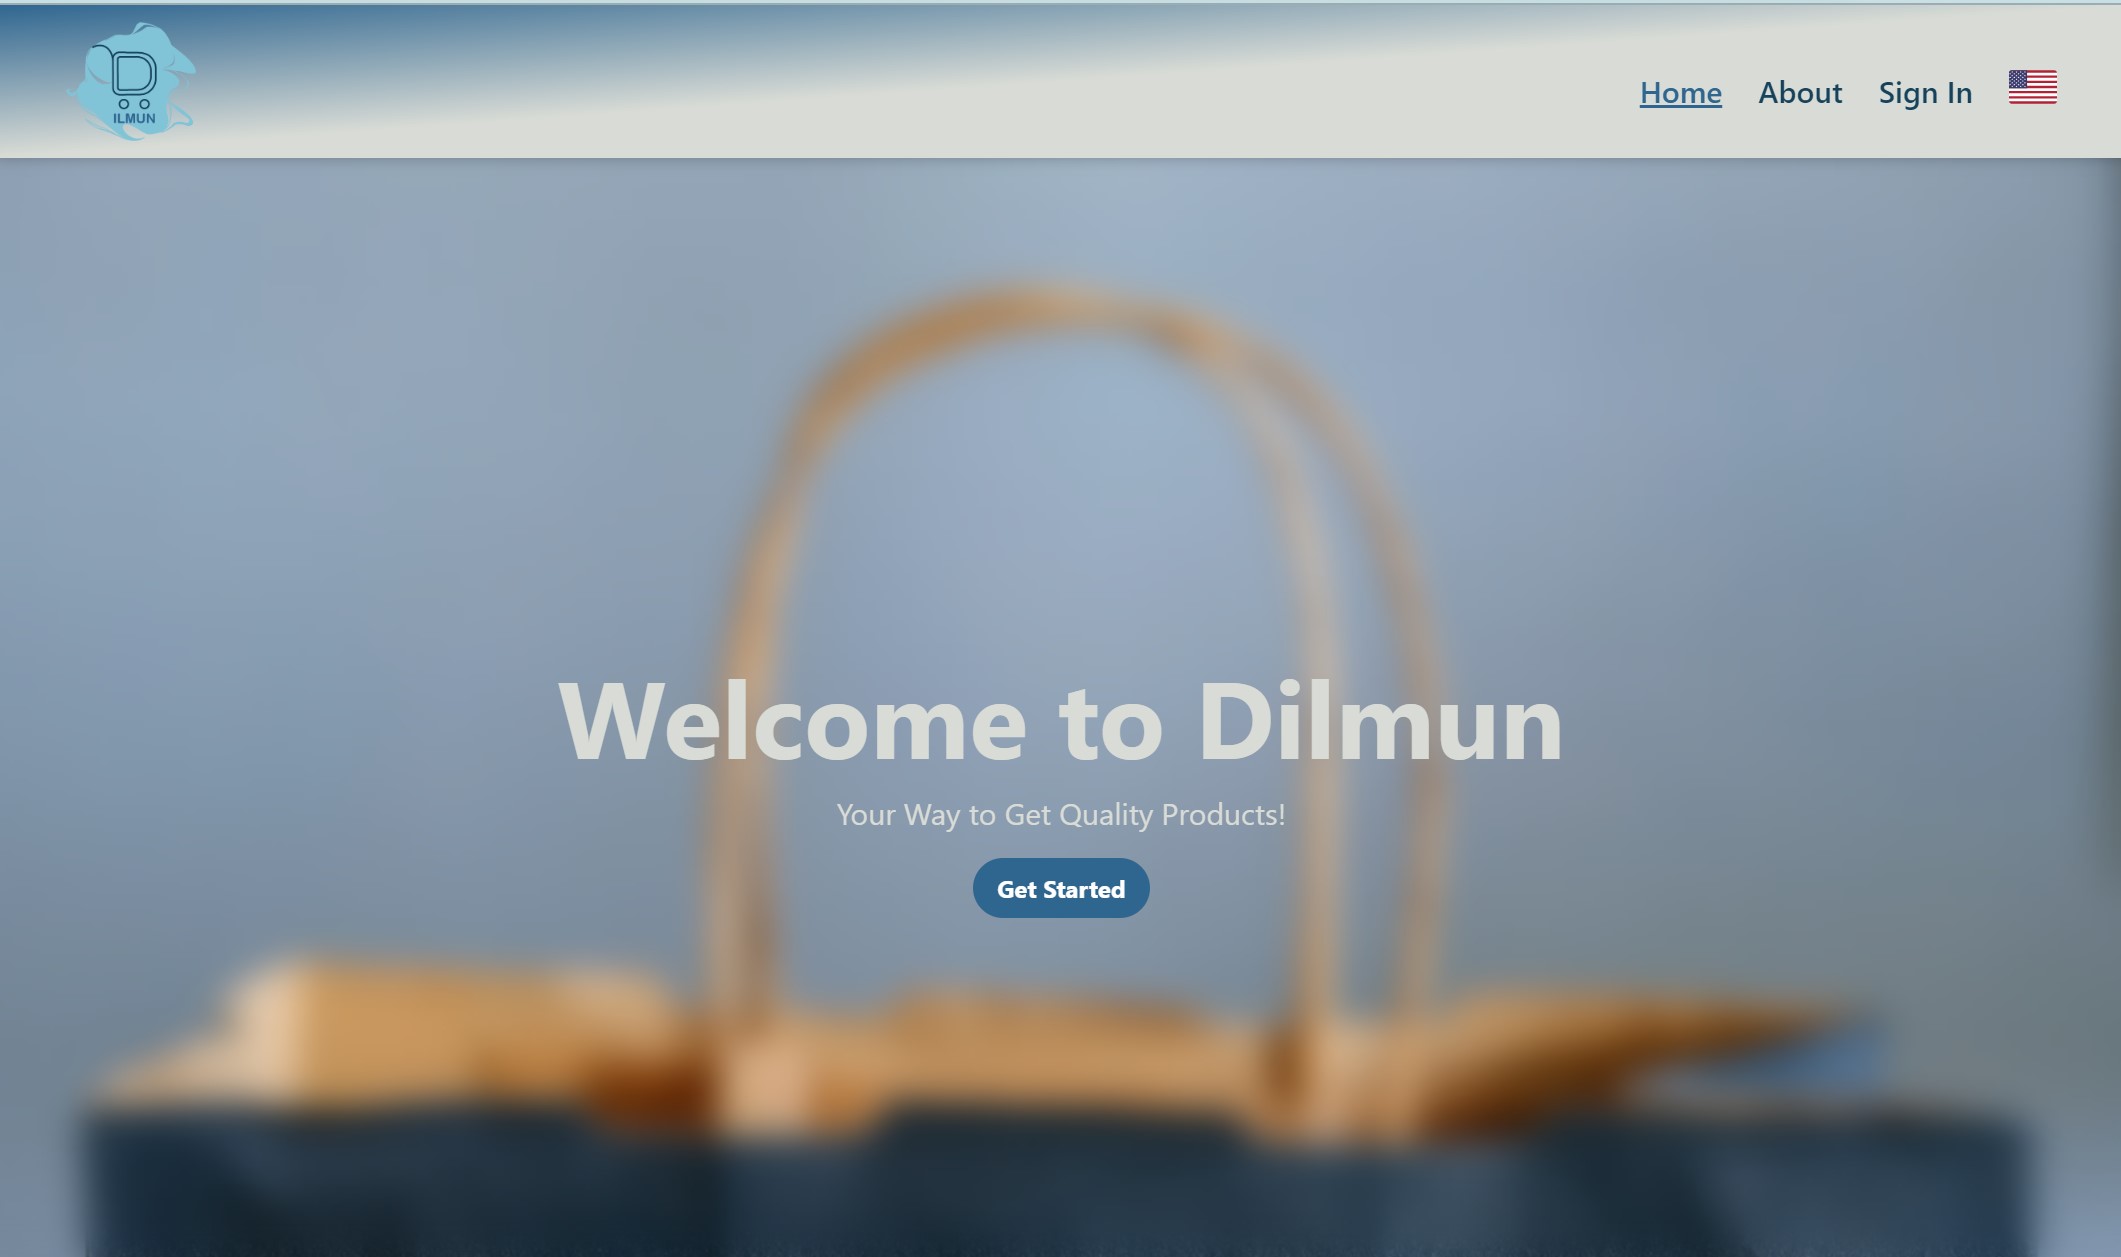 ILMUN
Home About Sign In
Welcome to Dilmun
Your Way to Get Quality Products!
Get Started